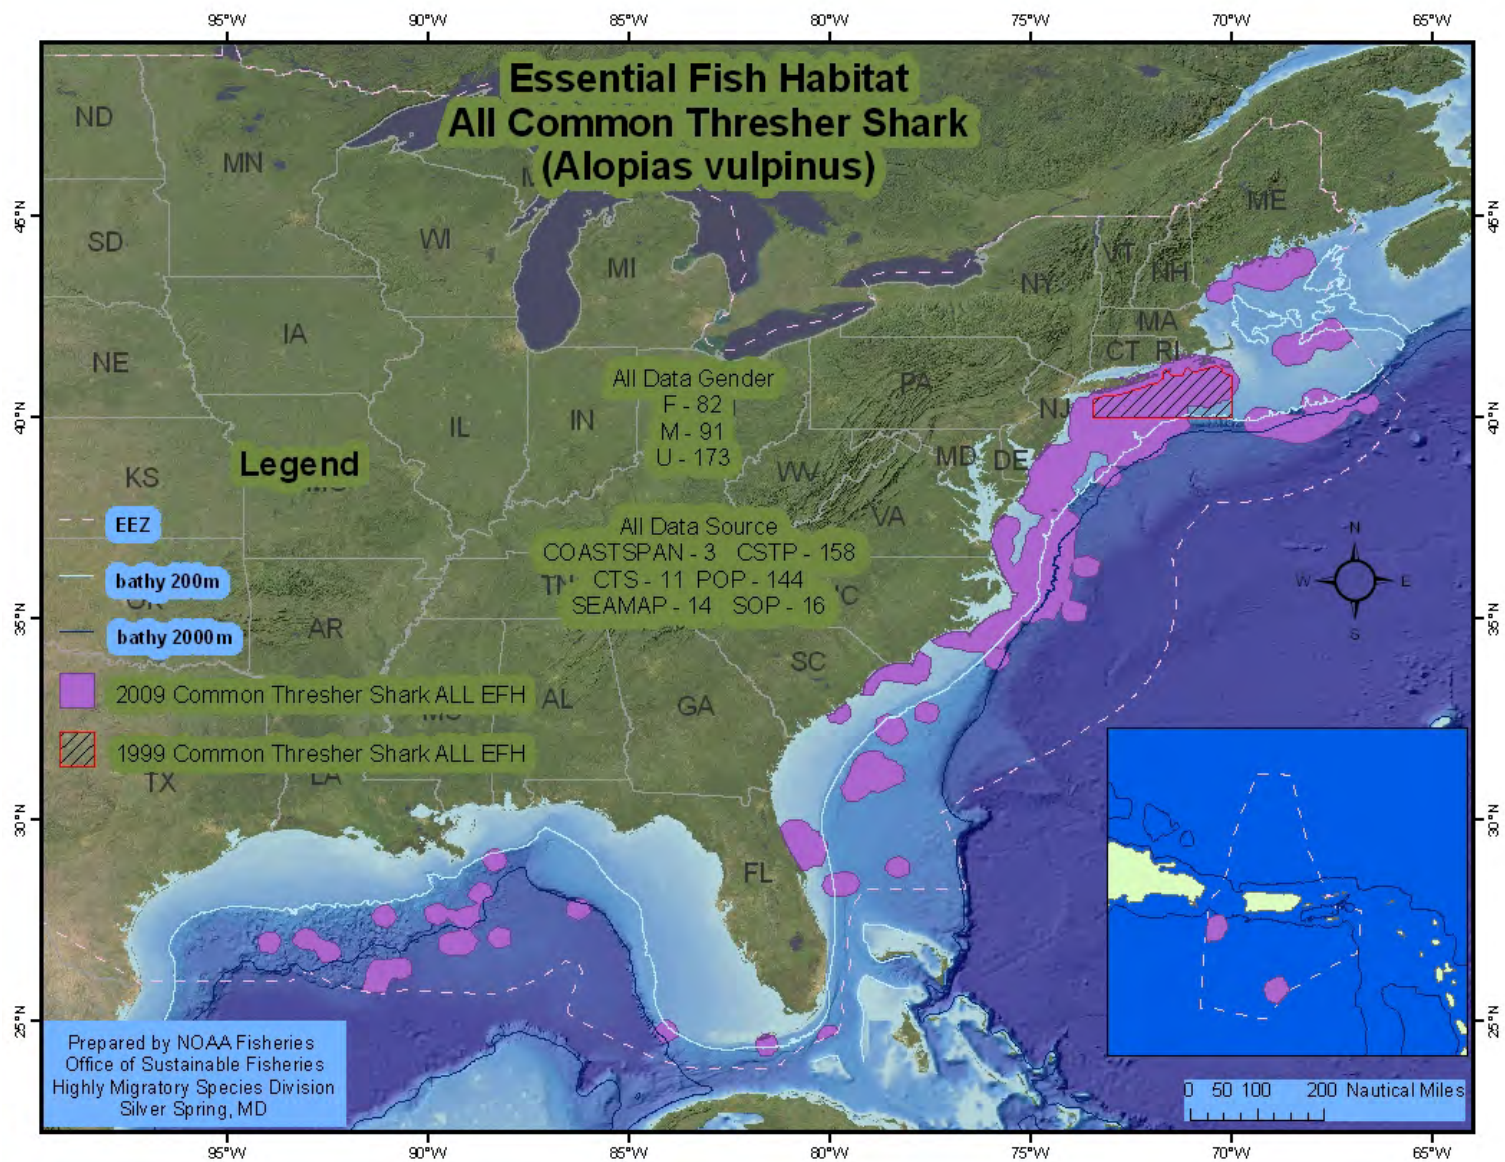 95°W 90°W 85°W 80°W 75°W 70°W 65°W
Essential Fish Habitat
All Common Thresher Shark
(Alopias vulpinus)
ND
MN
ME
45°N 45°N
SD
WI
MI
VT
NH
NY
MA
IA
CT RI
NE
PA
All Data Gender
F - 82
M - 91
U - 173
NJ
40°N 40°N
IL
IN
MD DE
WV
Legend
KS
VA
EEZ
All Data Source
COASTSPAN - 3 CSTP - 158
CTS - 11 POP - 144
SEAMAP - 14 SOP - 16
N
W E
S
bathy 200m
TN
35°N 35°N
AR
bathy 2000m
SC
2009 Common Thresher Shark ALL EFH
AL
GA
MS
1999 Common Thresher Shark ALL EFH
TX
LA
30°N 30°N
FL
25°N 25°N
Prepared by NOAA Fisheries
Office of Sustainable Fisheries
Highly Migratory Species Division
Silver Spring, MD
0 50 100 200 Nautical Miles
95°W 90°W 85°W 80°W 75°W 70°W 65°W